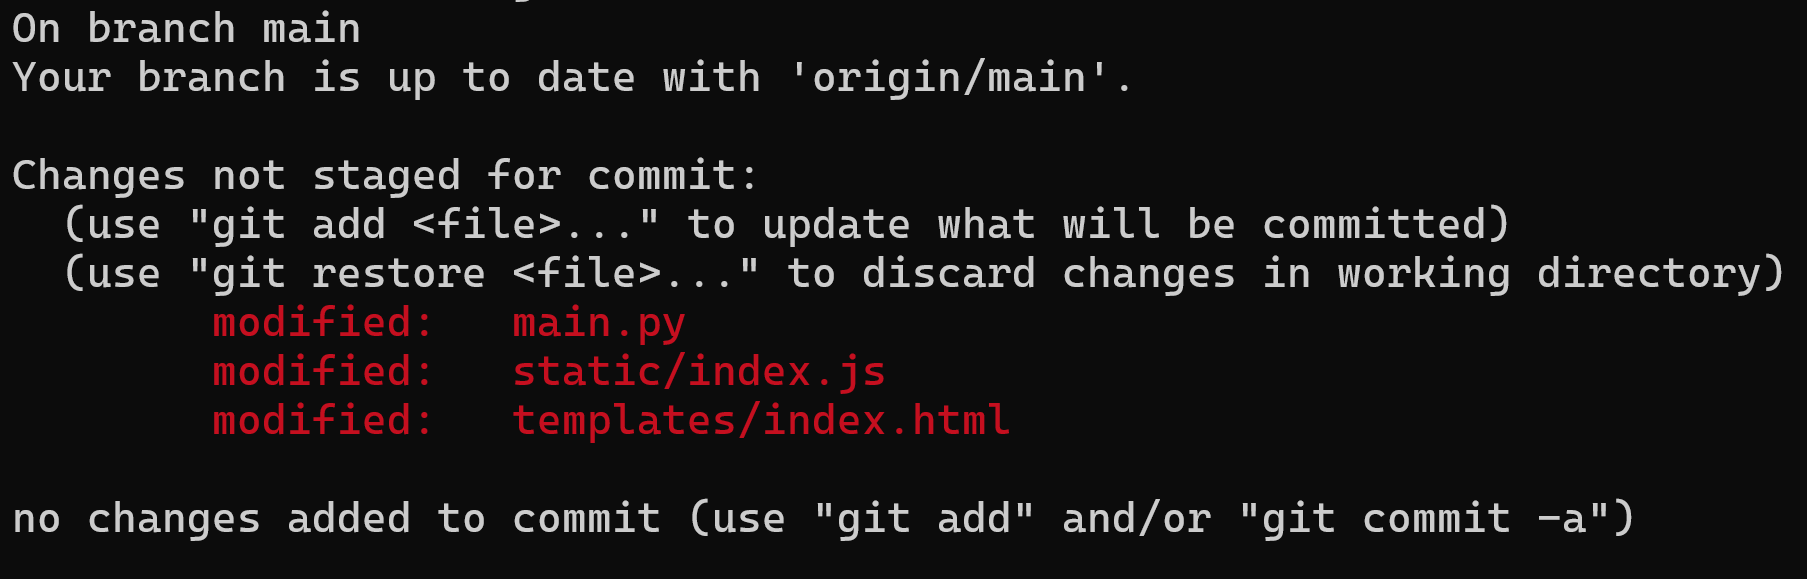 On branch main
Your branch is up to date with 'origin/main'.

Changes not staged for commit:
  (use "git add <file>..." to update what will be committed)
  (use "git restore <file>..." to discard changes in working directory)
        modified:   main.py
        modified:   static/index.js
        modified:   templates/index.html

no changes added to commit (use "git add" and/or "git commit -a")